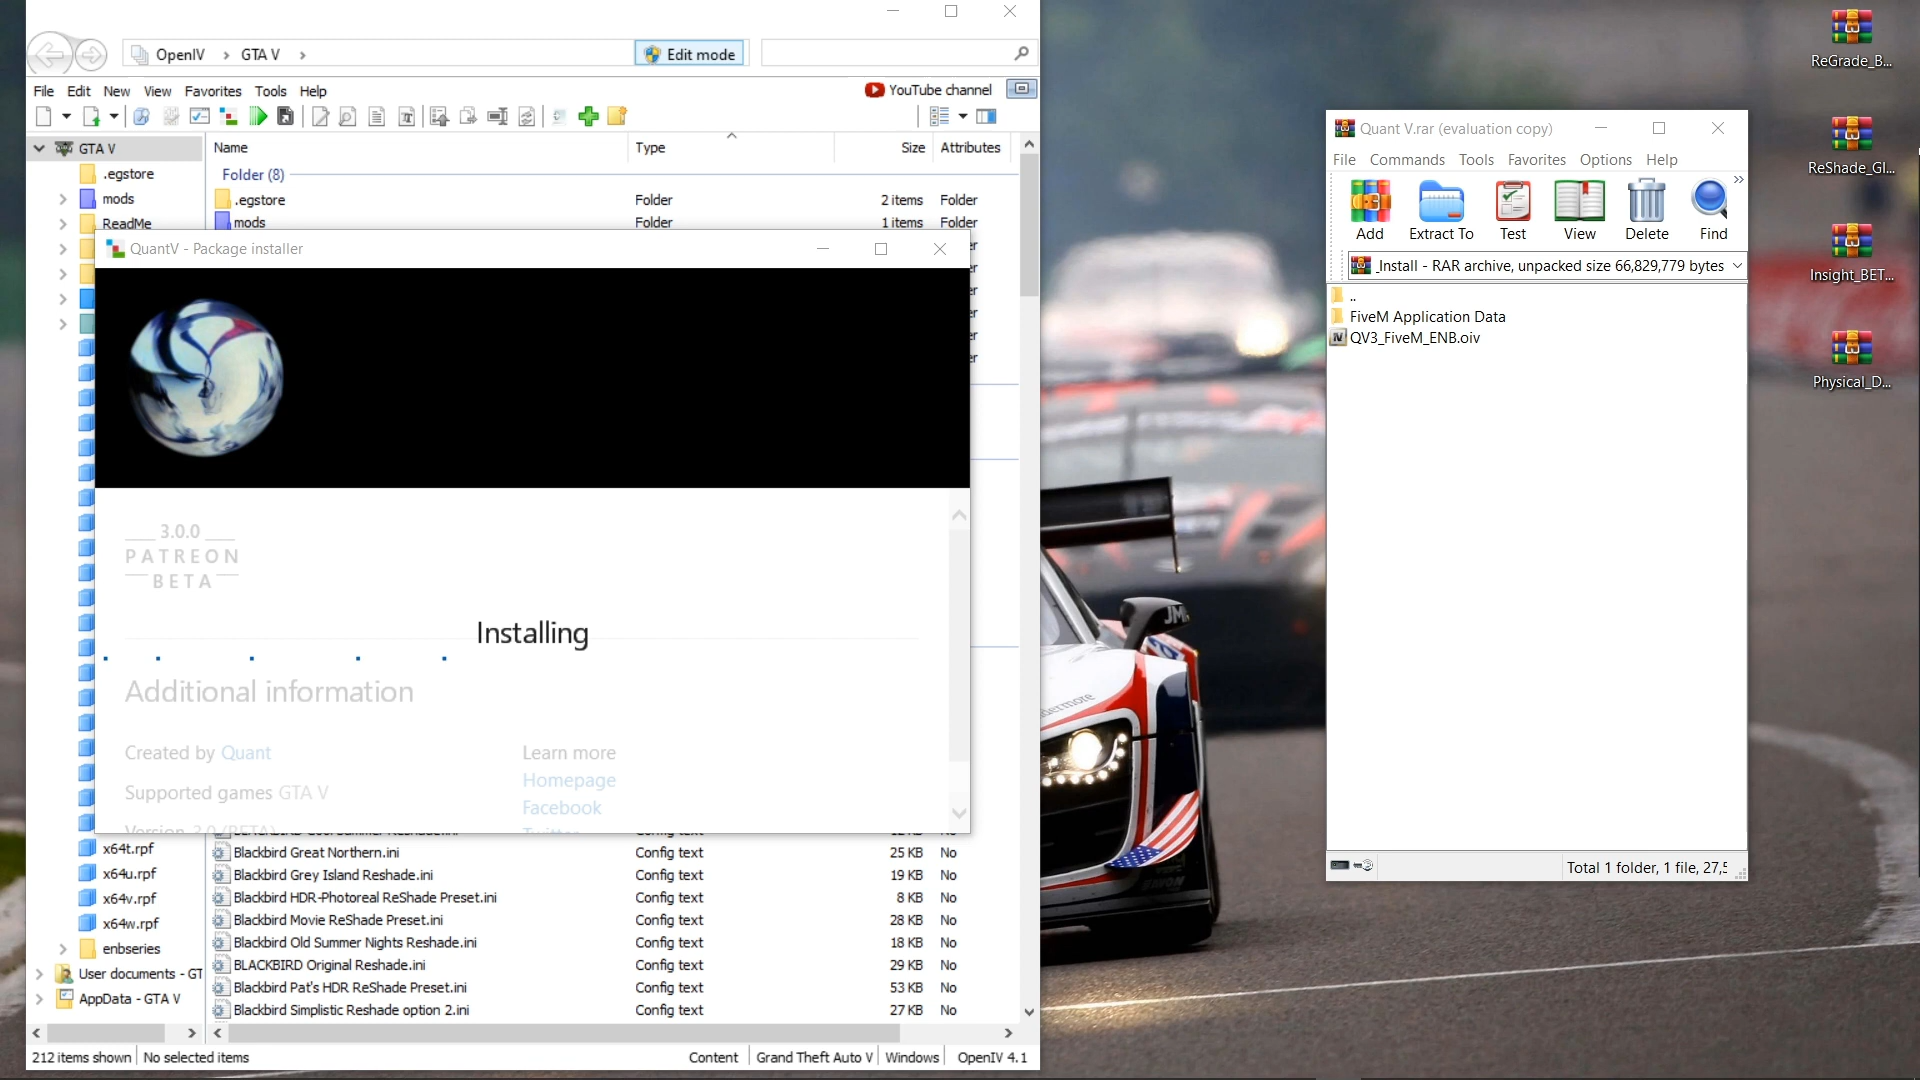 OpenIV > GTA V >
Edit mode
File Edit New View Favorites Tools Help
YouTube channel
GTA V
.egstore
mods
ReadMe
x64t.rpf
x64u.rpf
x64v.rpf
x64w.rpf
enbseries
User documents - GT
AppData - GTA V
Name Type Size Attributes
Folder (8)
.egstore Folder 2 items Folder
mods Folder 1 items Folder
QuantV - Package installer
3.0.0
PATREON
BETA
Installing
Additional information
Created by Quant
Supported games GTA V
Version 3.0 (BETA)
Learn more
Homepage
Facebook
Twitter
Blackbird Great Northern.ini Config text 25 KB No
Blackbird Grey Island Reshade.ini Config text 19 KB No
Blackbird HDR-Photoreal ReShade Preset.ini Config text 8 KB No
Blackbird Movie ReShade Preset.ini Config text 28 KB No
Blackbird Old Summer Nights Reshade.ini Config text 18 KB No
BLACKBIRD Original Reshade.ini Config text 29 KB No
Blackbird Pat's HDR ReShade Preset.ini Config text 53 KB No
Blackbird Simplistic Reshade option 2.ini Config text 27 KB No
212 items shown No selected items
Content Grand Theft Auto V Windows OpenIV 4.1
Quant V.rar (evaluation copy)
File Commands Tools Favorites Options Help
Add Extract To Test View Delete Find
_Install - RAR archive, unpacked size 66,829,779 bytes
..
FiveM Application Data
QV3_FiveM_ENB.oiv
Total 1 folder, 1 file, 27,5
ReGrade_B...
ReShade_Gl...
Insight_BET...
Physical_D...
JM